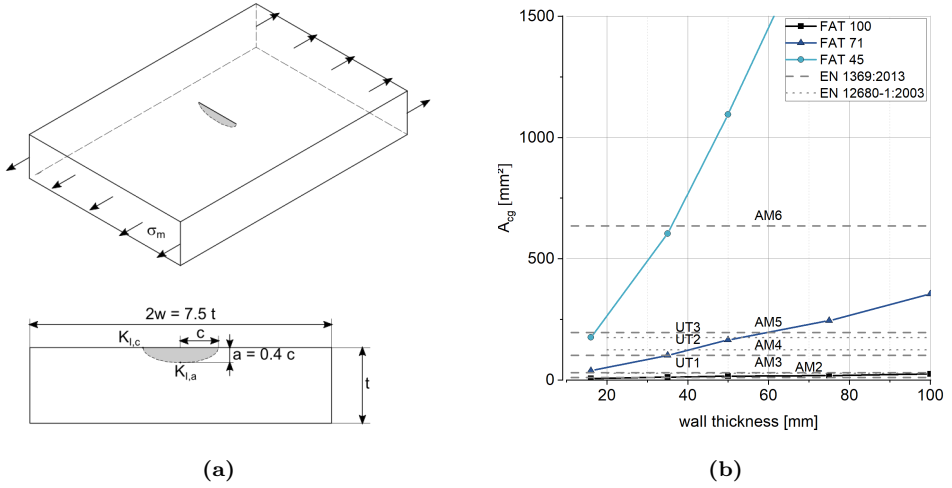 σm
2w = 7.5 t
c
KI,c
a = 0.4 c
KI,a
t
(a)
1500
1000
500
0
Acg [mm²]
FAT 100
FAT 71
FAT 45
EN 1369:2013
EN 12680-1:2003
AM6
UT3
AM5
UT2
AM4
UT1
AM3
AM2
20
40
60
80
100
wall thickness [mm]
(b)